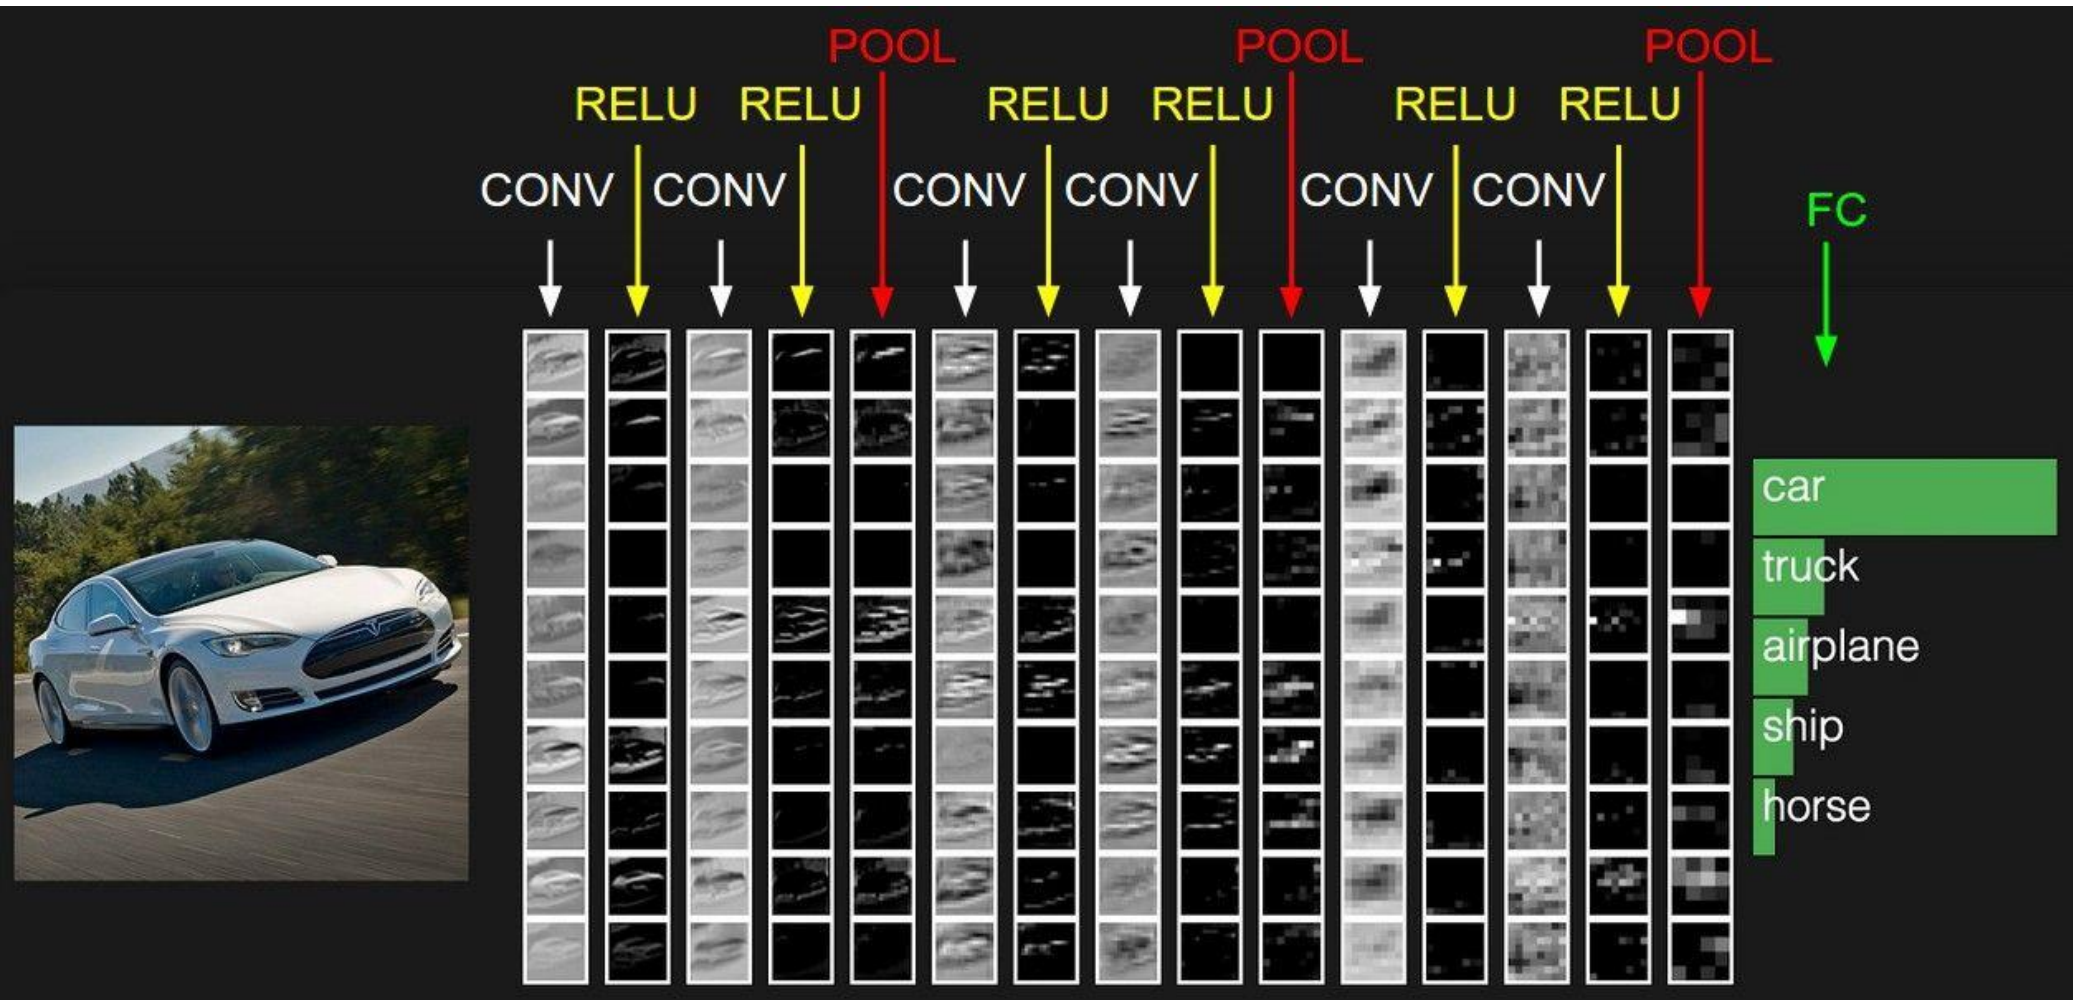 POOL POOL POOL
RELU RELU RELU RELU RELU RELU
CONV CONV CONV CONV CONV CONV
FC
car
truck
airplane
ship
horse